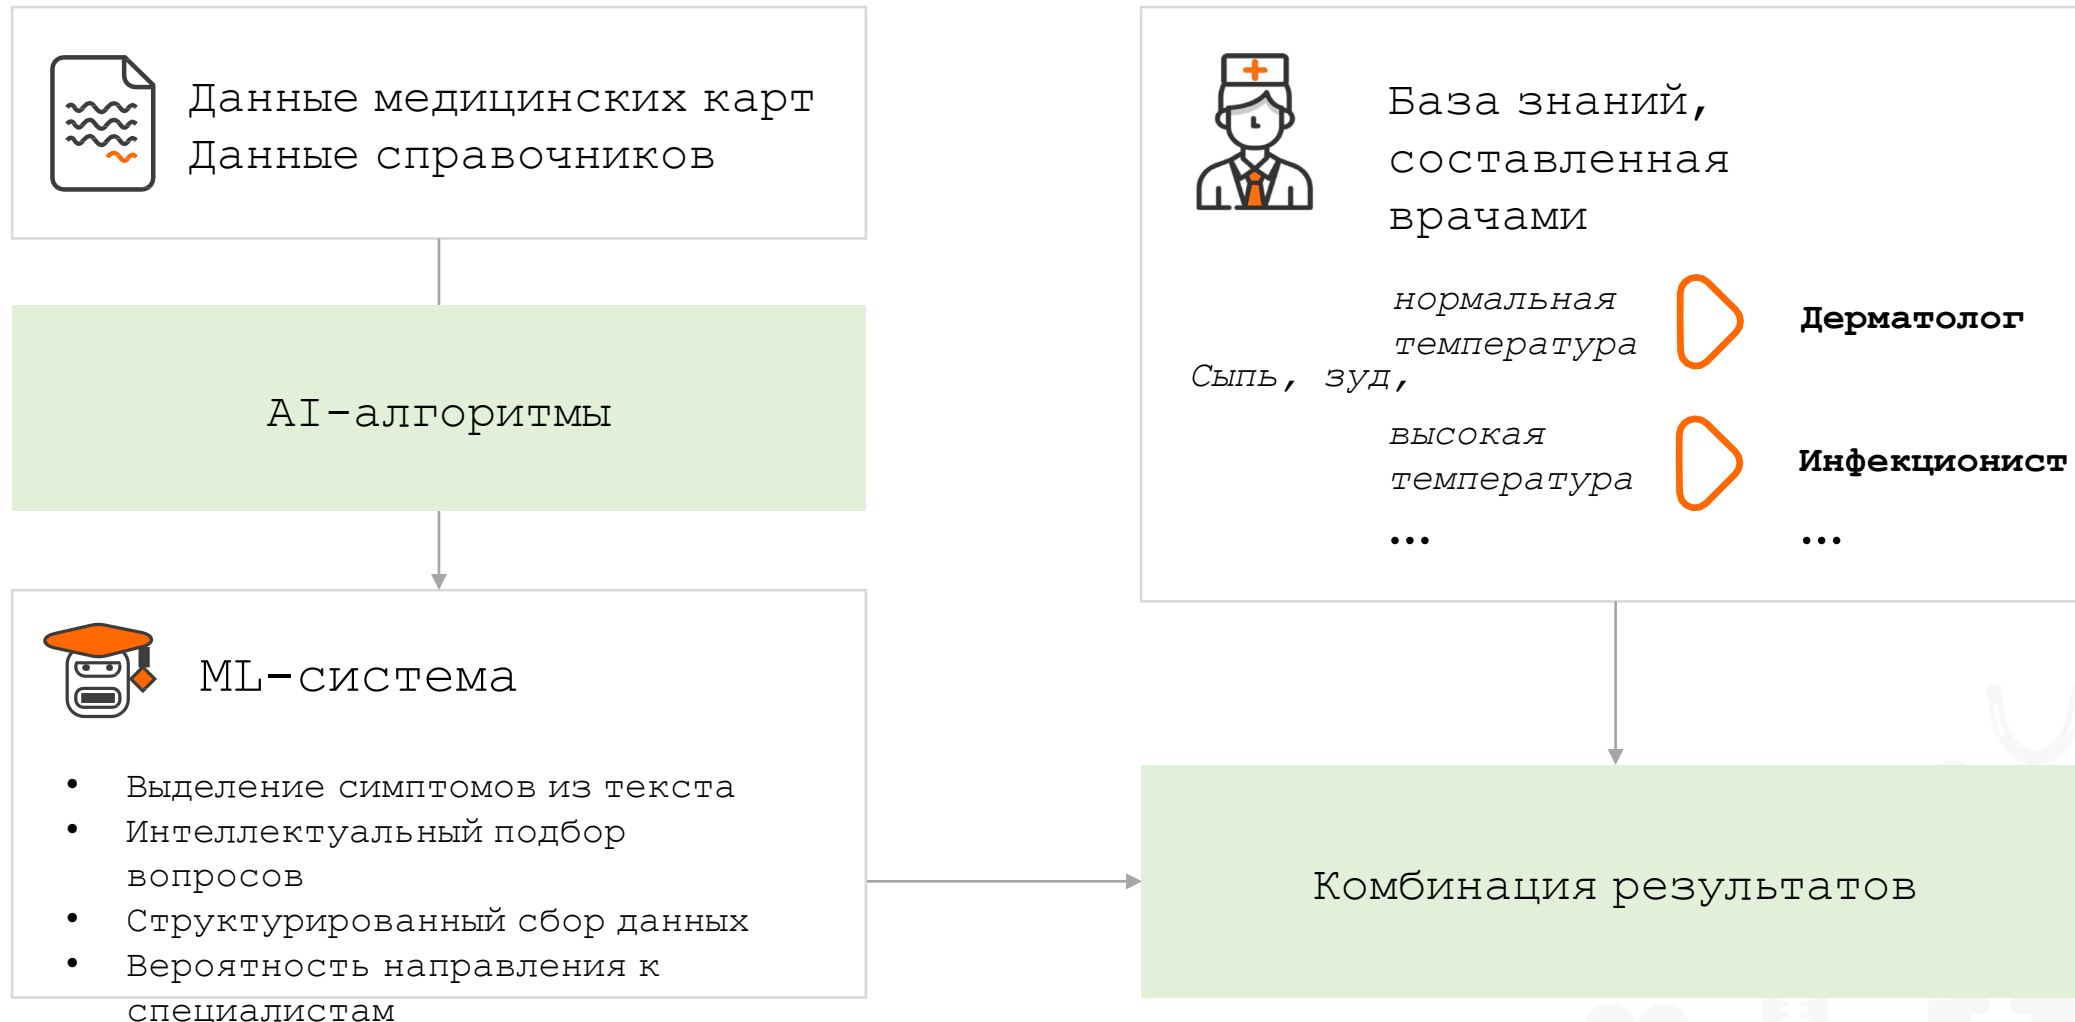 Данные медицинских карт
Данные справочников
AI-алгоритмы
ML-система
• Выделение симптомов из текста
• Интеллектуальный подбор
вопросов
• Структурированный сбор данных
• Вероятность направления к
специалистам
База знаний,
составленная
врачами
нормальная
температура
Дерматолог
Сыпь, зуд,
высокая
температура
Инфекционист
... ...
Комбинация результатов